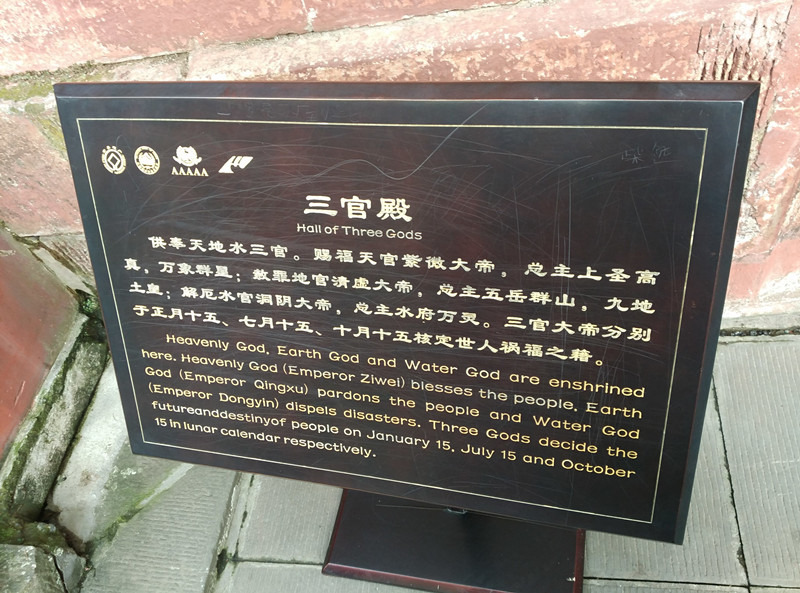 AAAAA
三官殿
Hall of Three Gods
供奉天地水三官。赐福天官紫微大帝，总主上圣高
真，万象群星；赦罪地官清虚大帝，总主五岳群山，九地
土皇；解厄水官洞阴大帝，总主水府万灵。三官大帝分别
于正月十五、七月十五、十月十五核定世人祸福之籍。
Heavenly God, Earth God and Water God are enshrined
here. Heavenly God (Emperor Ziwei) blesses the people, Earth
God (Emperor Qingxu) pardons the people and Water God
(Emperor Dongyin) dispels disasters. Three Gods decide the
futureanddestinyof people on January 15, July 15 and October
15 in lunar calendar respectively.